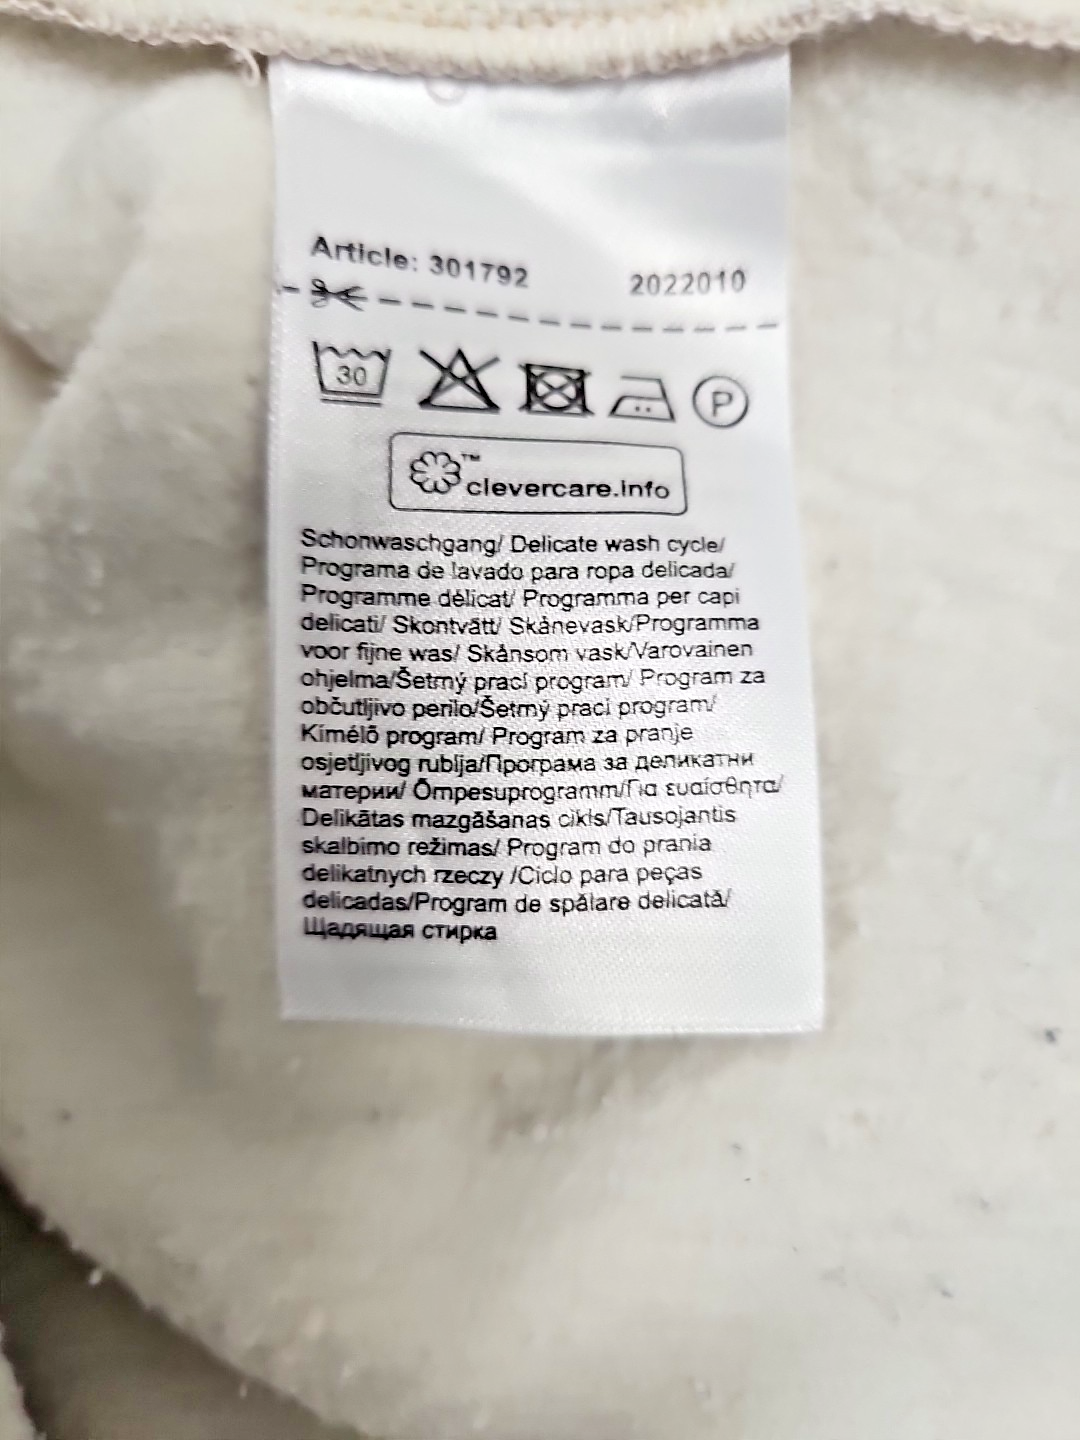 Article: 301792 2022010
30 P
™
clevercare.info
Schonwaschgang/ Delicate wash cycle/
Programa de lavado para ropa delicada/
Programme délicat/ Programma per capi
delicati/ Skontvätt/ Skånevask/Programma
voor fijne was/ Skånsom vask/Varovainen
ohjelma/Šetrný prací program/ Program za
občutljivo perilo/Šetrný prací program/
Kímélő program/ Program za pranje
osjetljivog rublja/Програма за деликатни
материи/ Õmpesuprogramm/Για ευαίσθητα/
Delikātas mazgāšanas cikls/Tausojantis
skalbimo režimas/ Program do prania
delikatnych rzeczy /Ciclo para peças
delicadas/Program de spălare delicată/
Щадящая стирка